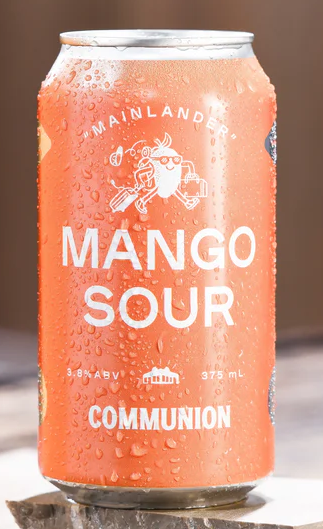 "MAINLANDER"
MANGO
SOUR
3.8% ABV 375 mL
COMMUNION